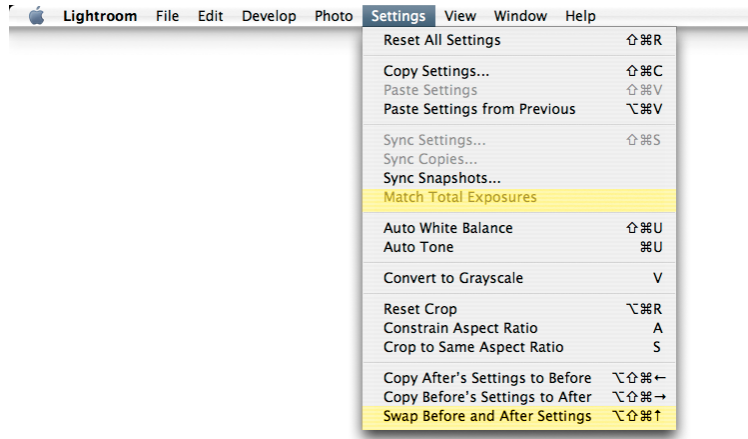 Lightroom File Edit Develop Photo Settings View Window Help
Reset All Settings ⇧⌘R
Copy Settings... ⇧⌘C
Paste Settings ⇧⌘V
Paste Settings from Previous ⌥⌘V
Sync Settings... ⇧⌘S
Sync Copies...
Sync Snapshots...
Match Total Exposures
Auto White Balance ⇧⌘U
Auto Tone ⌘U
Convert to Grayscale V
Reset Crop ⌥⌘R
Constrain Aspect Ratio A
Crop to Same Aspect Ratio S
Copy After's Settings to Before ⌥⇧⌘←
Copy Before's Settings to After ⌥⇧⌘→
Swap Before and After Settings ⌥⇧⌘↑